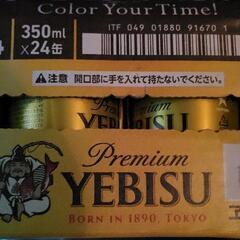 Color Your Time!
350ml
×24缶
ITF 049 01880 91670 1
⚠注意 開口部に手を入れて持たないでください。
Premium
YEBISU
BORN IN 1890, TOKYO